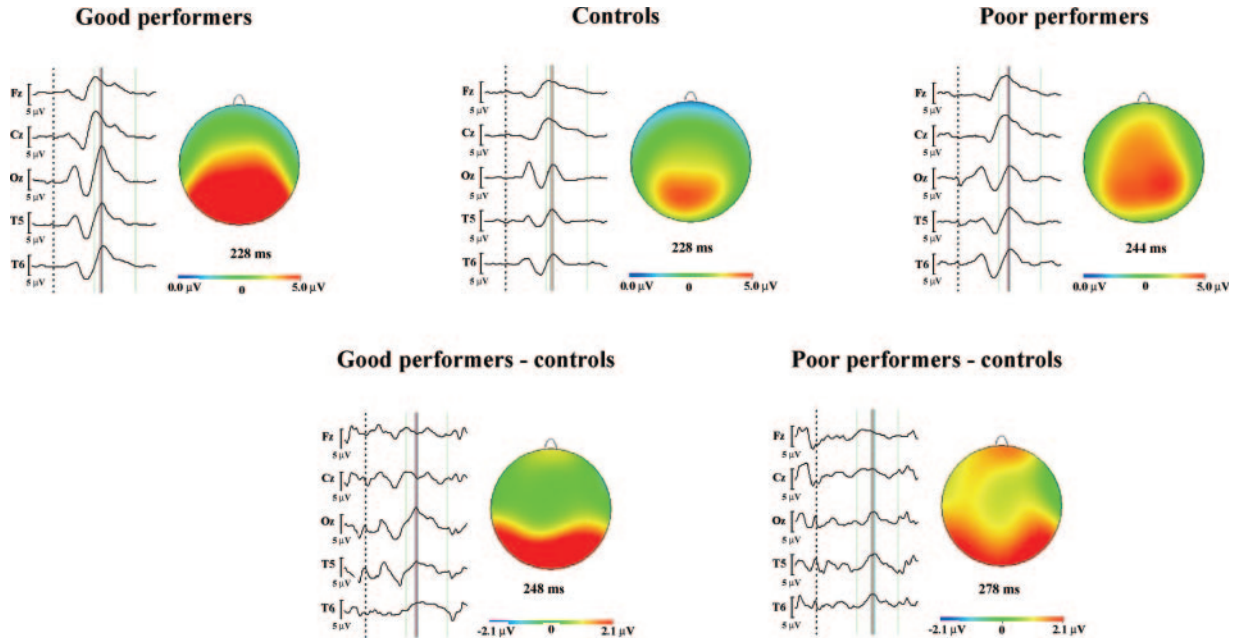 Good performers
Fz
5 µV
Cz
5 µV
Oz
5 µV
T5
5 µV
T6
5 µV
228 ms
0.0 µV 0 5.0 µV
Controls
Fz
5 µV
Cz
5 µV
Oz
5 µV
T5
5 µV
T6
5 µV
228 ms
0.0 µV 0 5.0 µV
Poor performers
Fz
5 µV
Cz
5 µV
Oz
5 µV
T5
5 µV
T6
5 µV
244 ms
0.0 µV 0 5.0 µV
Good performers - controls
Fz
5 µV
Cz
5 µV
Oz
5 µV
T5
5 µV
T6
5 µV
248 ms
-2.1 µV 0 2.1 µV
Poor performers - controls
Fz
5 µV
Cz
5 µV
Oz
5 µV
T5
5 µV
T6
5 µV
278 ms
-2.1 µV 0 2.1 µV